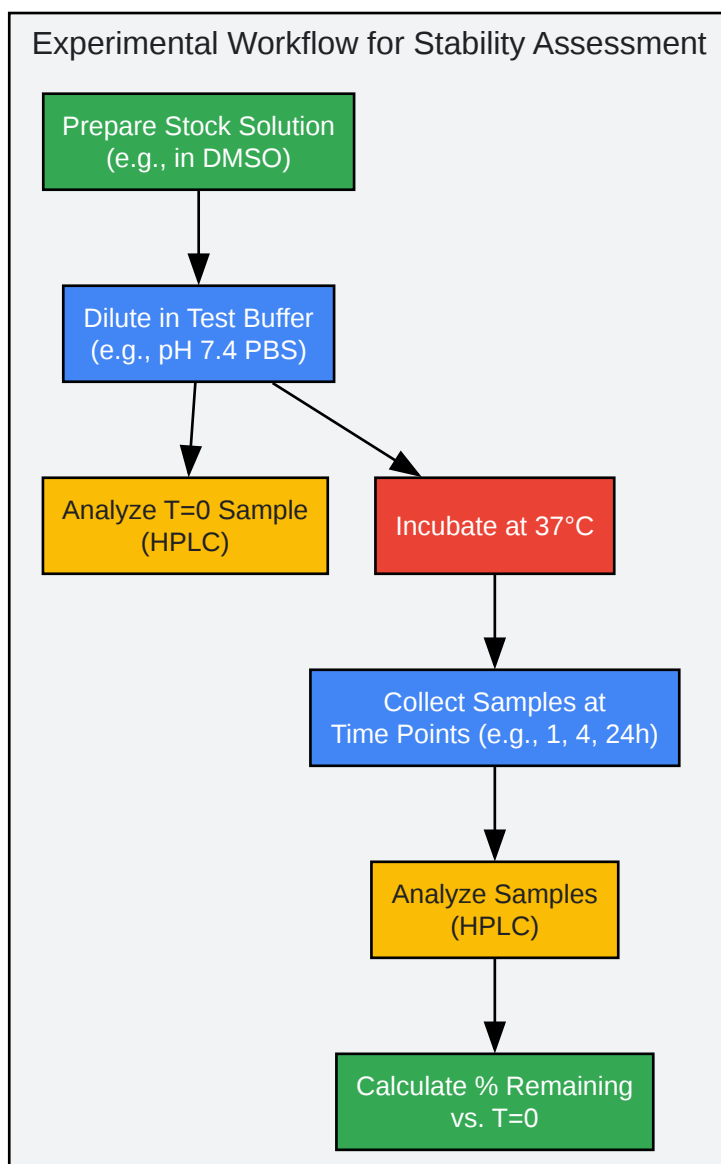 Experimental Workflow for Stability Assessment
Prepare Stock Solution
(e.g., in DMSO)
Dilute in Test Buffer
(e.g., pH 7.4 PBS)
Analyze T=0 Sample
(HPLC)
Incubate at 37°C
Collect Samples at
Time Points (e.g., 1, 4, 24h)
Analyze Samples
(HPLC)
Calculate % Remaining
vs. T=0